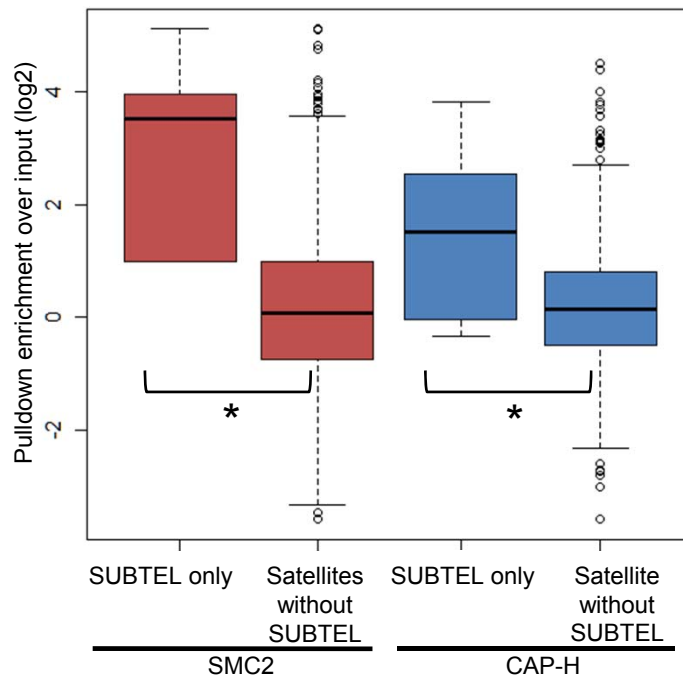 Pulldown enrichment over input (log2)
4
2
0
-2
*
*
SUBTEL only
Satellites
without
SUBTEL
SUBTEL only
Satellite
without
SUBTEL
SMC2
CAP-H